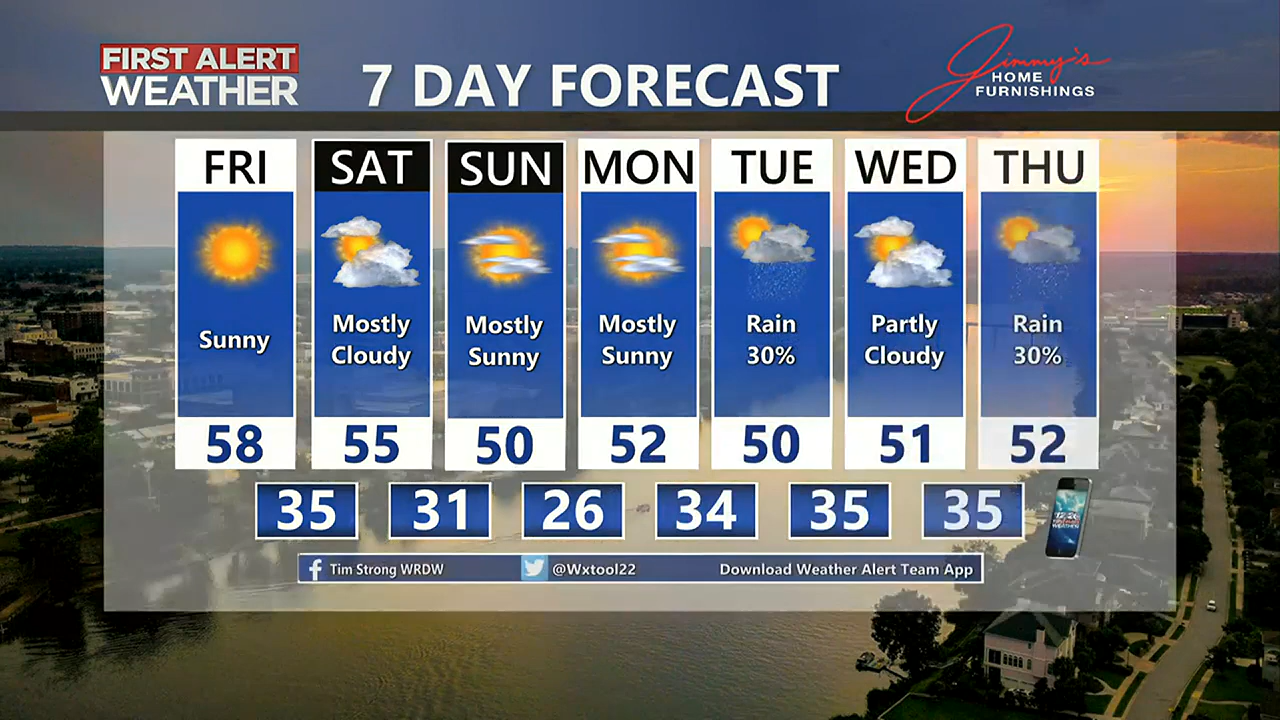 FIRST ALERT
WEATHER
7 DAY FORECAST
Jimmy's
HOME
FURNISHINGS
FRI SAT SUN MON TUE WED THU
Sunny
Mostly
Cloudy
Mostly
Sunny
Mostly
Sunny
Rain
30%
Partly
Cloudy
Rain
30%
58 55 50 52 50 51 52
35 31 26 34 35 35
Tim Strong WRDW @Wxtool22 Download Weather Alert Team App